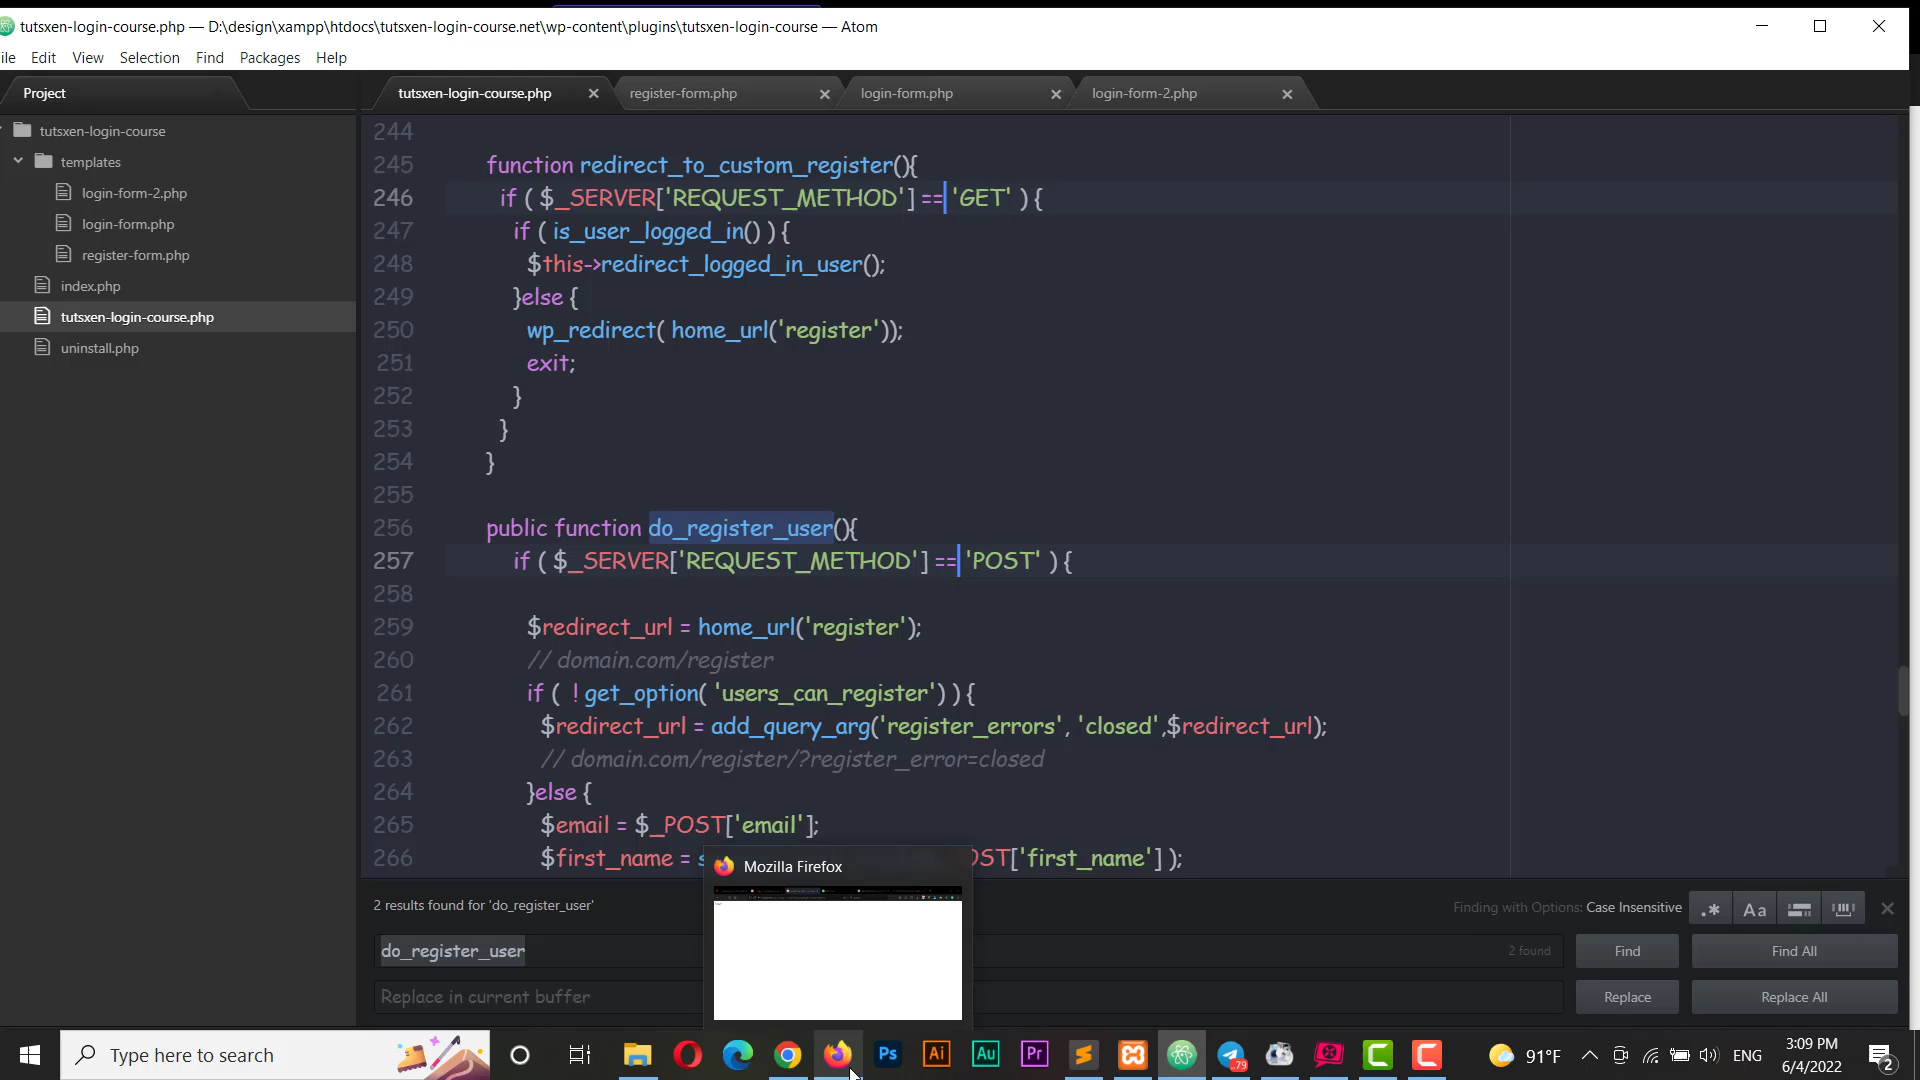 tutsxen-login-course.php — D:\design\xampp\htdocs\tutsxen-login-course.net\wp-content\plugins\tutsxen-login-course — Atom
ile Edit View Selection Find Packages Help
Project
tutsxen-login-course.php
register-form.php
login-form.php
login-form-2.php
tutsxen-login-course
templates
login-form-2.php
login-form.php
register-form.php
index.php
tutsxen-login-course.php
uninstall.php
244
245 function redirect_to_custom_register(){
246 if ( $_SERVER['REQUEST_METHOD'] == 'GET' ) {
247 if ( is_user_logged_in() ) {
248 $this->redirect_logged_in_user();
249 }else {
250 wp_redirect( home_url('register'));
251 exit;
252 }
253 }
254 }
255
256 public function do_register_user(){
257 if ( $_SERVER['REQUEST_METHOD'] == 'POST' ) {
258
259 $redirect_url = home_url('register');
260 // domain.com/register
261 if ( ! get_option( 'users_can_register') ) {
262 $redirect_url = add_query_arg('register_errors', 'closed',$redirect_url);
263 // domain.com/register/?register_error=closed
264 }else {
265 $email = $_POST['email'];
266 $first_name = s OST['first_name'] );
Mozilla Firefox
2 results found for 'do_register_user'
Finding with Options: Case Insensitive
.* Aa
do_register_user
2 found
Find
Find All
Replace in current buffer
Replace
Replace All
Type here to search
Ps Ai Au Pr
79
91°F
ENG
3:09 PM
6/4/2022
2